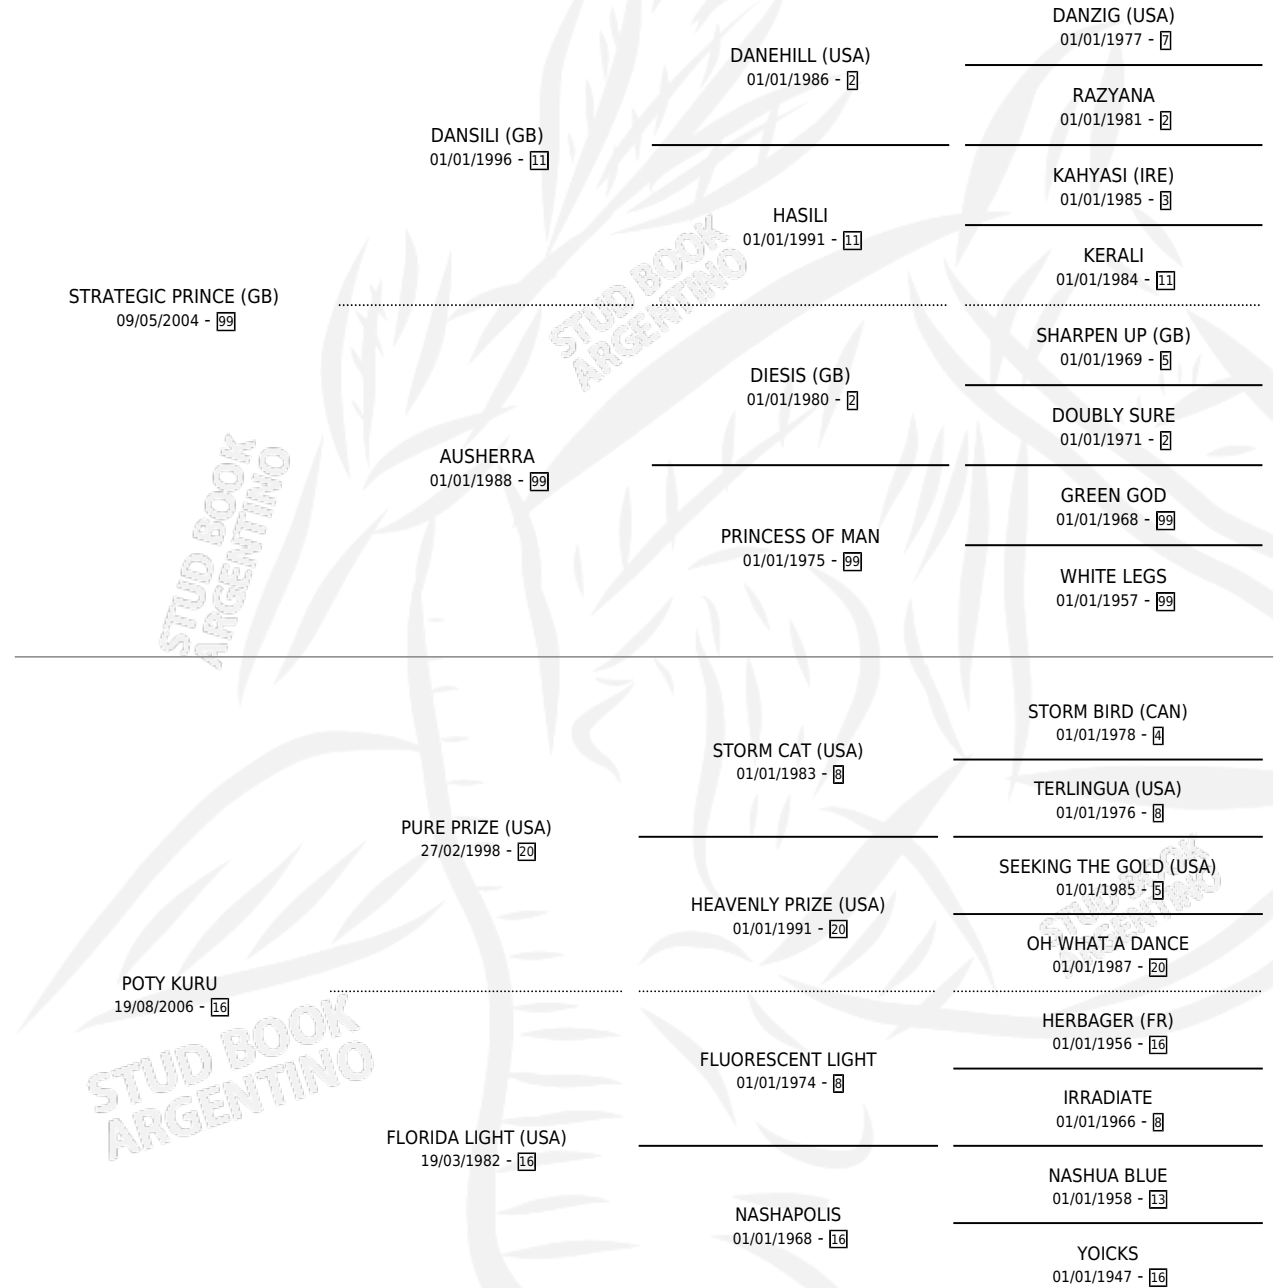 DANZIG (USA)
01/01/1977 - 7
DANEHILL (USA)
01/01/1986 - 2
RAZYANA
01/01/1981 - 2
DANSILI (GB)
01/01/1996 - 11
KAHYASI (IRE)
01/01/1985 - 3
HASILI
01/01/1991 - 11
KERALI
01/01/1984 - 11
STRATEGIC PRINCE (GB)
09/05/2004 - 99
SHARPEN UP (GB)
01/01/1969 - 5
DIESIS (GB)
01/01/1980 - 2
DOUBLY SURE
01/01/1971 - 2
AUSHERRA
01/01/1988 - 99
GREEN GOD
01/01/1968 - 99
PRINCESS OF MAN
01/01/1975 - 99
WHITE LEGS
01/01/1957 - 99
STORM BIRD (CAN)
01/01/1978 - 4
STORM CAT (USA)
01/01/1983 - 8
TERLINGUA (USA)
01/01/1976 - 8
PURE PRIZE (USA)
27/02/1998 - 20
SEEKING THE GOLD (USA)
01/01/1985 - 5
HEAVENLY PRIZE (USA)
01/01/1991 - 20
OH WHAT A DANCE
01/01/1987 - 20
POTY KURU
19/08/2006 - 16
HERBAGER (FR)
01/01/1956 - 16
FLUORESCENT LIGHT
01/01/1974 - 8
IRRADIATE
01/01/1966 - 8
FLORIDA LIGHT (USA)
19/03/1982 - 16
NASHUA BLUE
01/01/1958 - 13
NASHAPOLIS
01/01/1968 - 16
YOICKS
01/01/1947 - 16
STUD BOOK
ARGENTINO
STUD BOOK
ARGENTINO
STUD BOOK
ARGENTINO
STUD BOOK
ARGENTINO